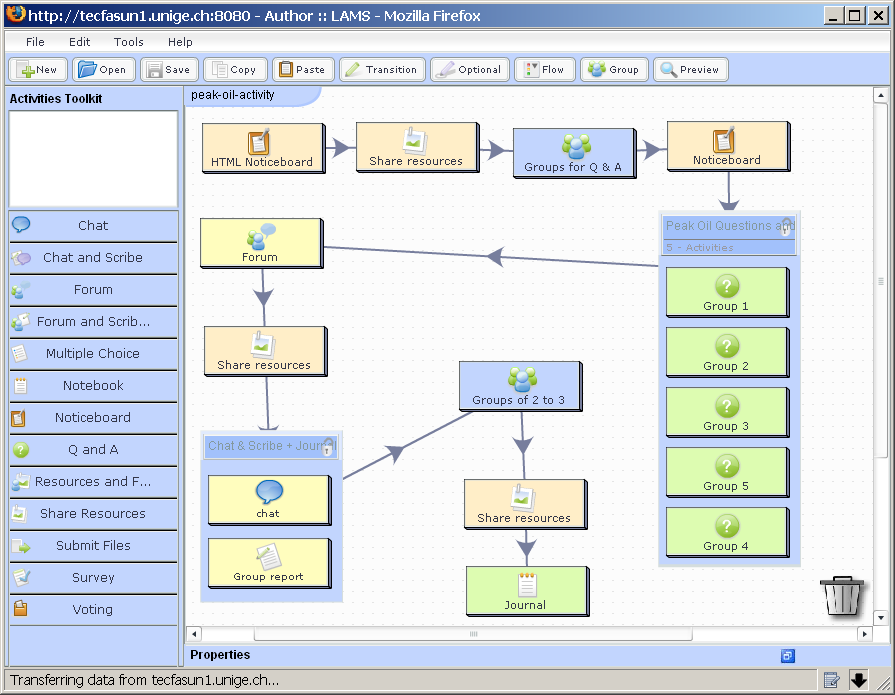 http://tecfasun1.unige.ch:8080 - Author :: LAMS - Mozilla Firefox
File Edit Tools Help
New Open Save Copy Paste Transition Optional Flow Group Preview
Activities Toolkit
Chat
Chat and Scribe
Forum
Forum and Scrib...
Multiple Choice
Notebook
Noticeboard
Q and A
Resources and F...
Share Resources
Submit Files
Survey
Voting
peak-oil-activity
HTML Noticeboard
Share resources
Groups for Q & A
Noticeboard
Peak Oil Questions and
5 - Activities
Group 1
Group 2
Group 3
Group 5
Group 4
Forum
Share resources
Chat & Scribe + Journal
chat
Group report
Groups of 2 to 3
Share resources
Journal
Properties
Transferring data from tecfasun1.unige.ch...